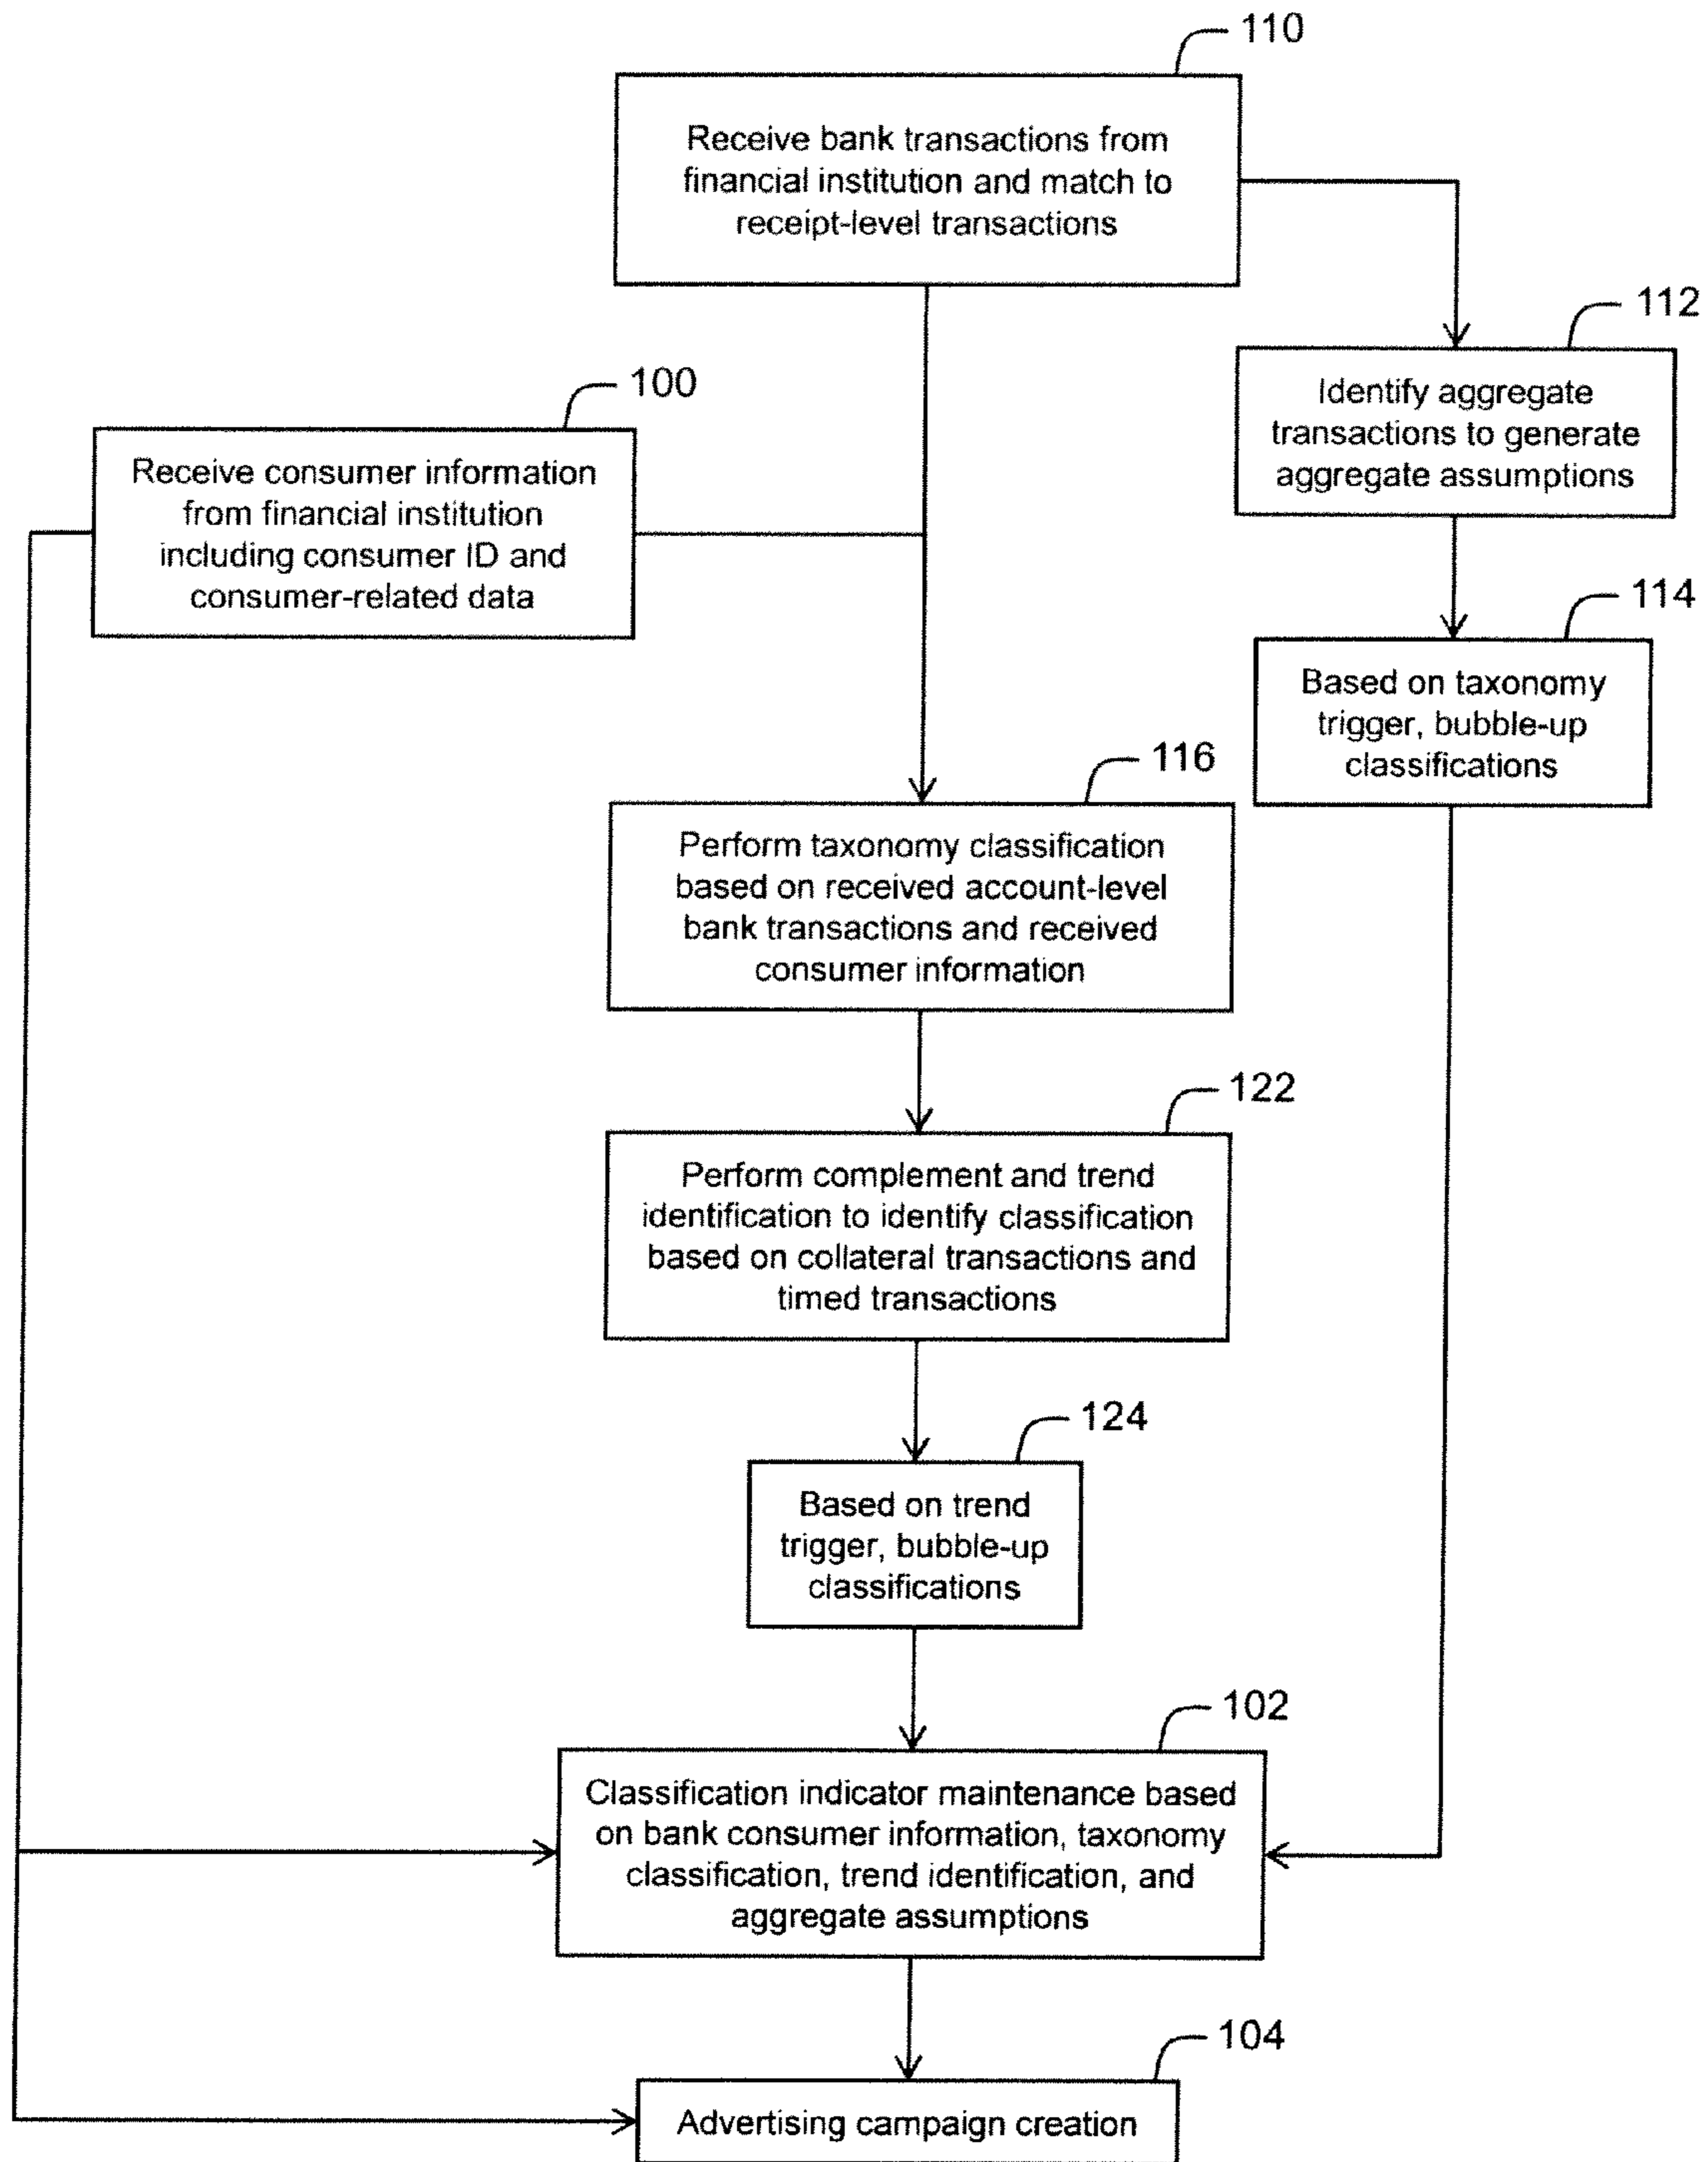 110
Receive bank transactions from
financial institution and match to
receipt-level transactions
112
Identify aggregate
transactions to generate
aggregate assumptions
100
Receive consumer information
from financial institution
including consumer ID and
consumer-related data
114
Based on taxonomy
trigger, bubble-up
classifications
116
Perform taxonomy classification
based on received account-level
bank transactions and received
consumer information
122
Perform complement and trend
identification to identify classification
based on collateral transactions and
timed transactions
124
Based on trend
trigger, bubble-up
classifications
102
Classification indicator maintenance based
on bank consumer information, taxonomy
classification, trend identification, and
aggregate assumptions
104
Advertising campaign creation